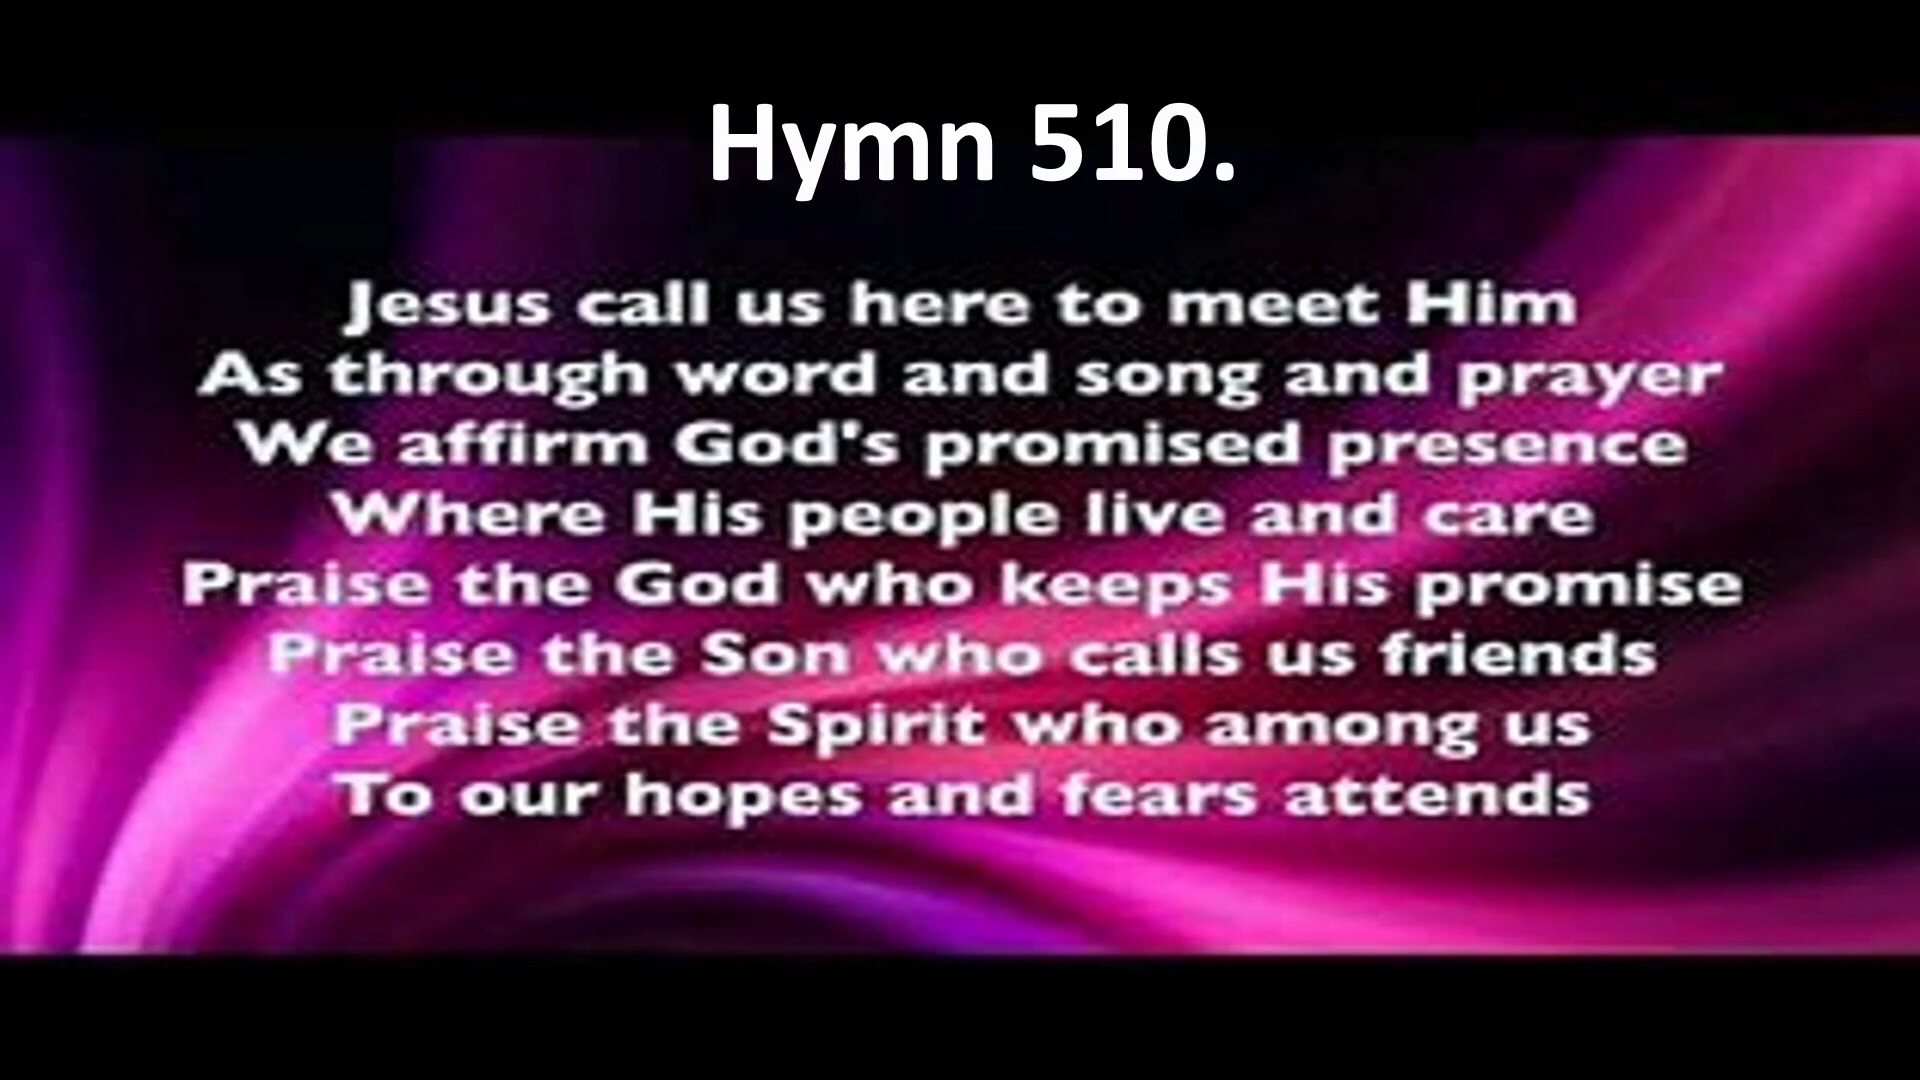 Hymn 510.
Jesus call us here to meet Him
As through word and song and prayer
We affirm God's promised presence
Where His people live and care
Praise the God who keeps His promise
Praise the Son who calls us friends
Praise the Spirit who among us
To our hopes and fears attends